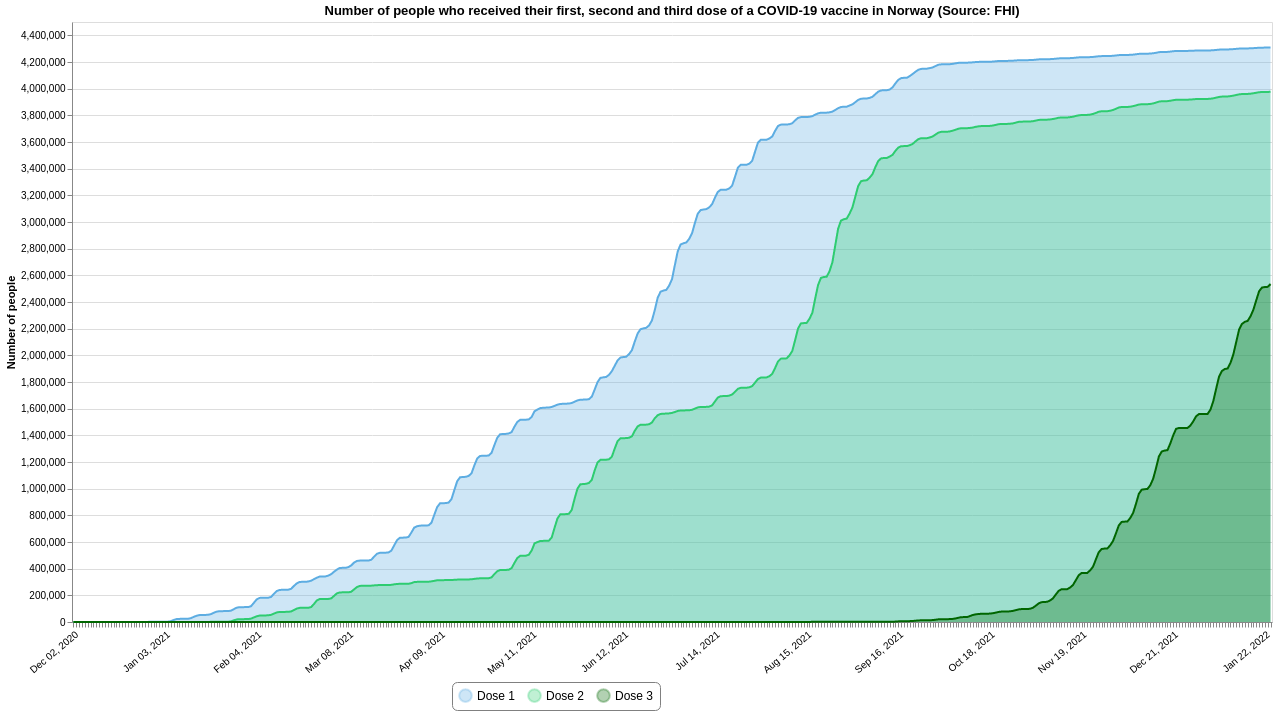 Number of people who received their first, second and third dose of a COVID-19 vaccine in Norway (Source: FHI)
Number of people
4,400,000
4,200,000
4,000,000
3,800,000
3,600,000
3,400,000
3,200,000
3,000,000
2,800,000
2,600,000
2,400,000
2,200,000
2,000,000
1,800,000
1,600,000
1,400,000
1,200,000
1,000,000
800,000
600,000
400,000
200,000
0
Dec 02, 2020
Jan 03, 2021
Feb 04, 2021
Mar 08, 2021
Apr 09, 2021
May 11, 2021
Jun 12, 2021
Jul 14, 2021
Aug 15, 2021
Sep 16, 2021
Oct 18, 2021
Nov 19, 2021
Dec 21, 2021
Jan 22, 2022
Dose 1
Dose 2
Dose 3